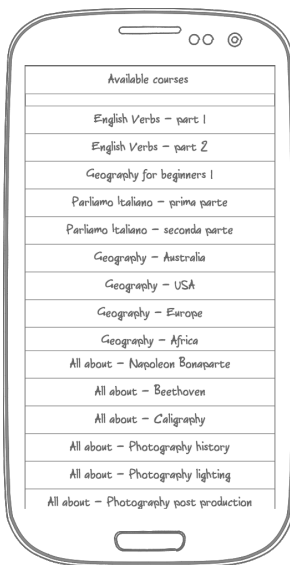 Available courses
English Verbs – part 1
English Verbs – part 2
Geography for beginners 1
Parliamo Italiano – prima parte
Parliamo Italiano – seconda parte
Geography – Australia
Geography – USA
Geography – Europe
Geography – Africa
All about – Napoleon Bonaparte
All about – Beethoven
All about – Caligraphy
All about – Photography history
All about – Photography lighting
All about – Photography post production